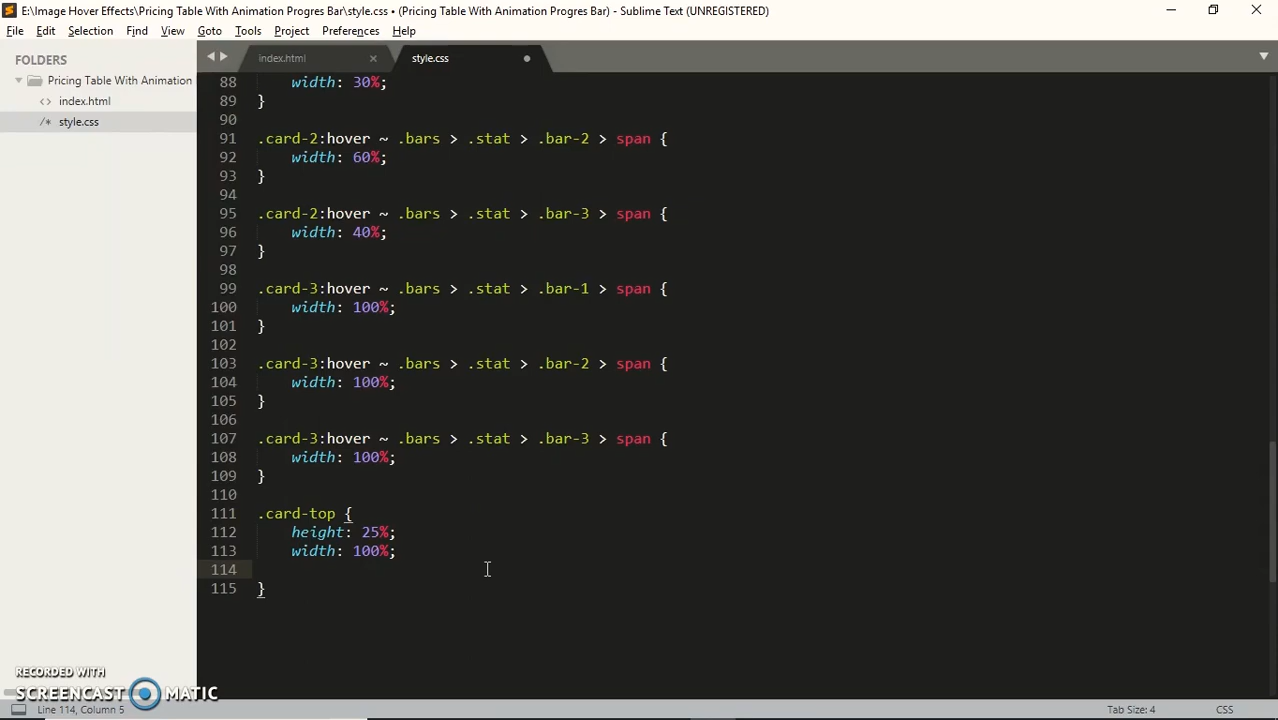 E:\Image Hover Effects\Pricing Table With Animation Progres Bar\style.css • (Pricing Table With Animation Progres Bar) - Sublime Text (UNREGISTERED)
File Edit Selection Find View Goto Tools Project Preferences Help
FOLDERS
Pricing Table With Animation
<> index.html
/* style.css
index.html
style.css
88 width: 30%;
89 }
90
91 .card-2:hover ~ .bars > .stat > .bar-2 > span {
92 width: 60%;
93 }
94
95 .card-2:hover ~ .bars > .stat > .bar-3 > span {
96 width: 40%;
97 }
98
99 .card-3:hover ~ .bars > .stat > .bar-1 > span {
100 width: 100%;
101 }
102
103 .card-3:hover ~ .bars > .stat > .bar-2 > span {
104 width: 100%;
105 }
106
107 .card-3:hover ~ .bars > .stat > .bar-3 > span {
108 width: 100%;
109 }
110
111 .card-top {
112 height: 25%;
113 width: 100%;
114
115 }
RECORDED WITH
SCREENCAST MATIC
Line 114, Column 5
Tab Size: 4
CSS